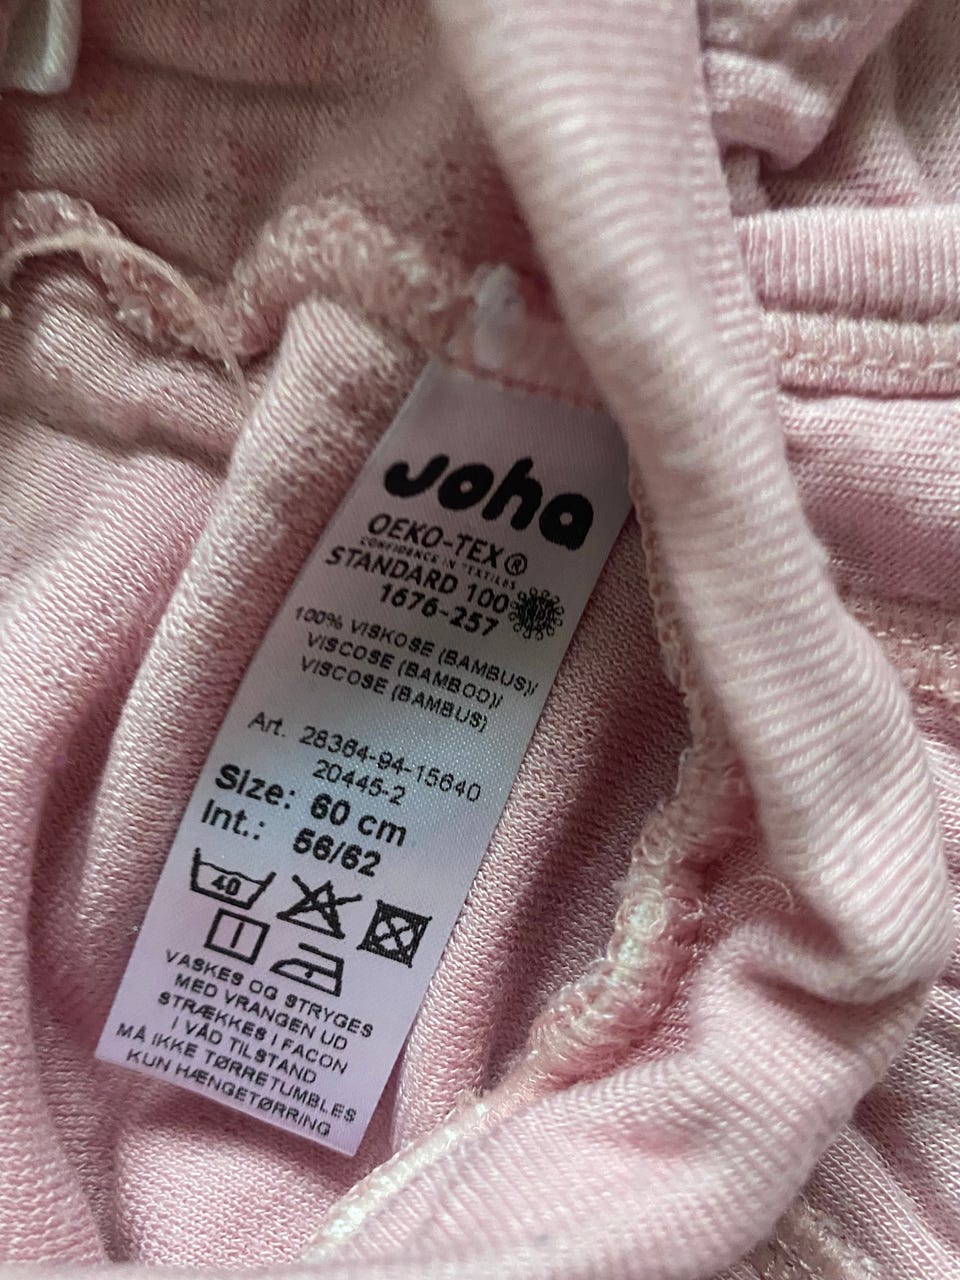 Joha
OEKO-TEX®
CONFIDENCE IN TEXTILES
STANDARD 100
1676-257
100% VISKOSE (BAMBUS)/
VISCOSE (BAMBOO)/
VISCOSE (BAMBUS)
Art. 28364-94-15640
20445-2
Size: 60 cm
Int.: 56/62
40
VASKES OG STRYGES
MED VRANGEN UD
STRÆKKES I FACON
I VÅD TILSTAND
MÅ IKKE TØRRETUMBLES
KUN HÆNGETØRRING